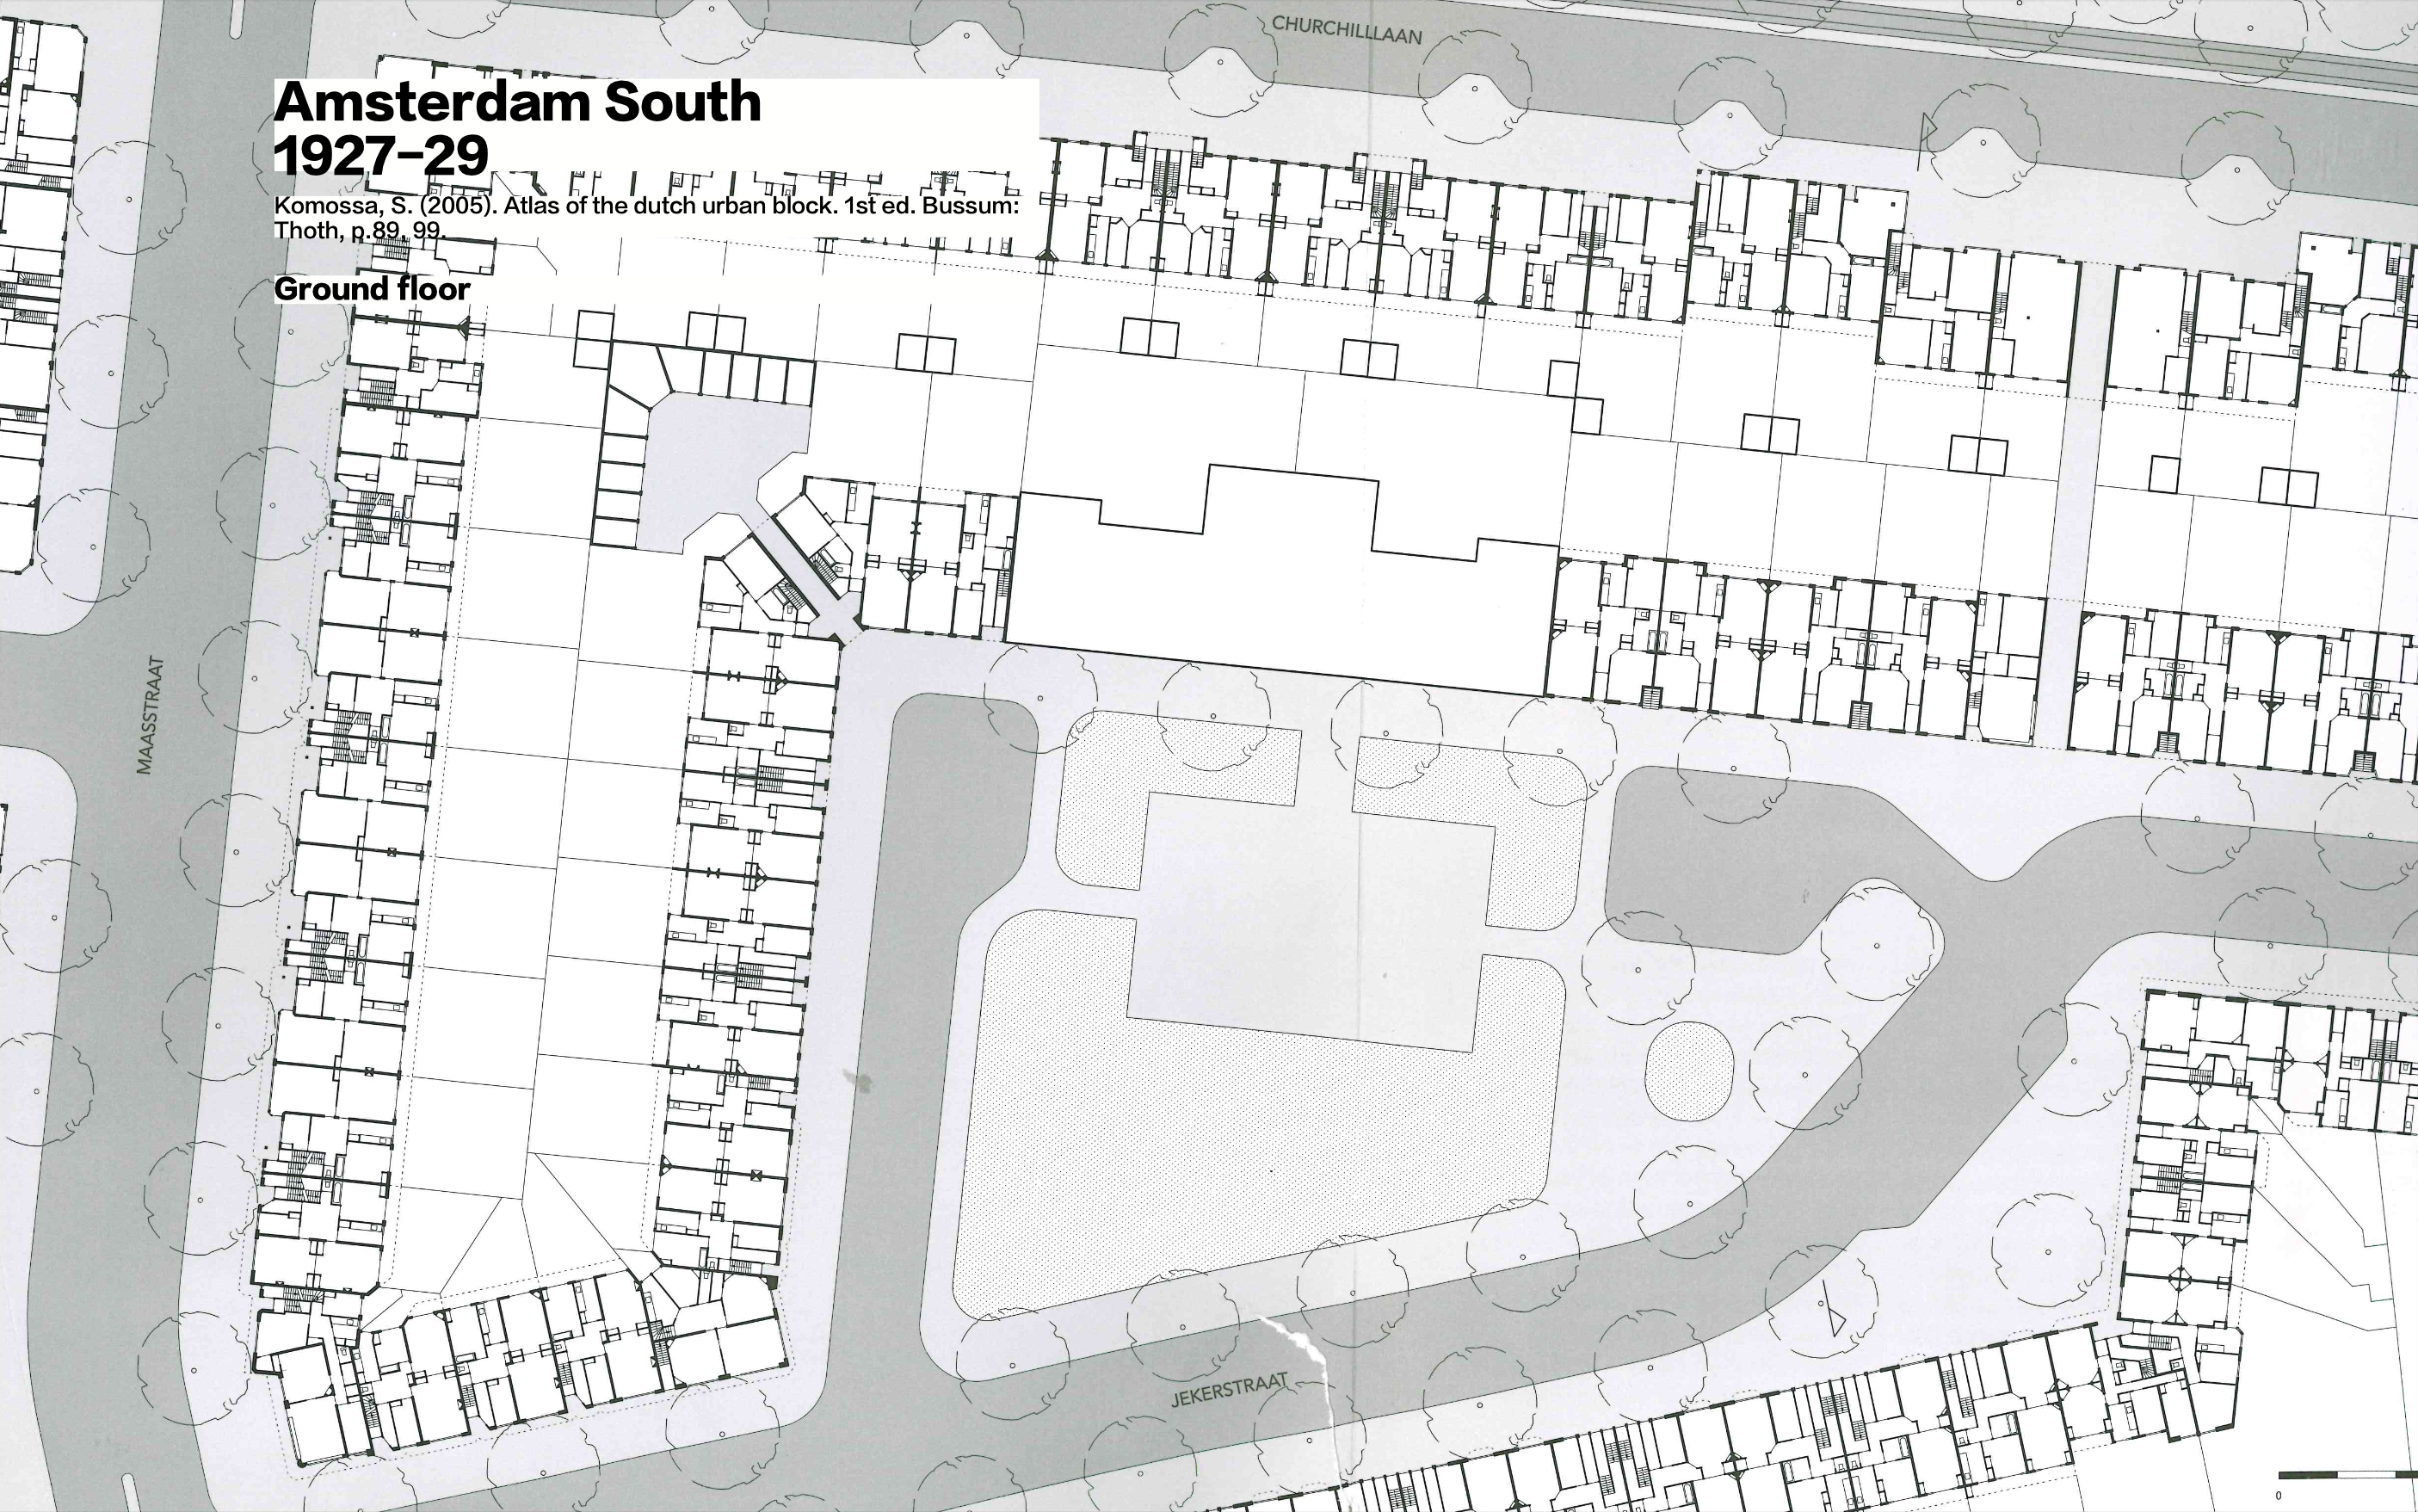 CHURCHILLLAAN
Amsterdam South
1927–29
Komossa, S. (2005). Atlas of the dutch urban block. 1st ed. Bussum:
Thoth, p.89, 99.
Ground floor
MAASSTRAAT
JEKERSTRAAT
0